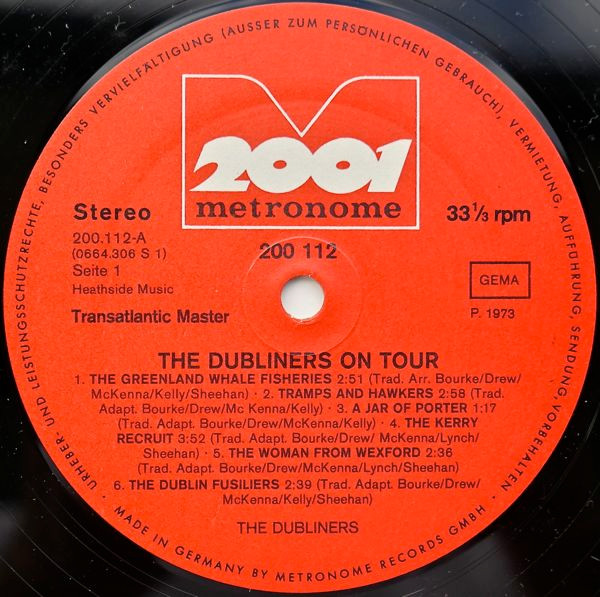 URHEBER- UND LEISTUNGSSCHUTZRECHTE, BESONDERS VERVIELFÄLTIGUNG (AUSSER ZUM PERSÖNLICHEN GEBRAUCH), VERMIETUNG, AUFFÜHRUNG, SENDUNG, VORBEHALTEN
2001
metronome
Stereo
33⅓ rpm
200.112-A
(0664.306 S 1)
Seite 1
Heathside Music
200 112
GEMA
P. 1973
Transatlantic Master
THE DUBLINERS ON TOUR
1. THE GREENLAND WHALE FISHERIES 2:51 (Trad. Arr. Bourke/Drew/
McKenna/Kelly/Sheehan) · 2. TRAMPS AND HAWKERS 2:58 (Trad.
Adapt. Bourke/Drew/Mc Kenna/Kelly) · 3. A JAR OF PORTER 1:17
(Trad. Adapt. Bourke/Drew/McKenna/Kelly) · 4. THE KERRY
RECRUIT 3:52 (Trad. Adapt. Bourke/Drew/ McKenna/Lynch/
Sheehan) · 5. THE WOMAN FROM WEXFORD 2:36
(Trad. Adapt. Bourke/Drew/McKenna/Lynch/Sheehan)
6. THE DUBLIN FUSILIERS 2:39 (Trad. Adapt. Bourke/Drew/
McKenna/Kelly/Sheehan)
THE DUBLINERS
· MADE IN GERMANY BY METRONOME RECORDS GMBH ·